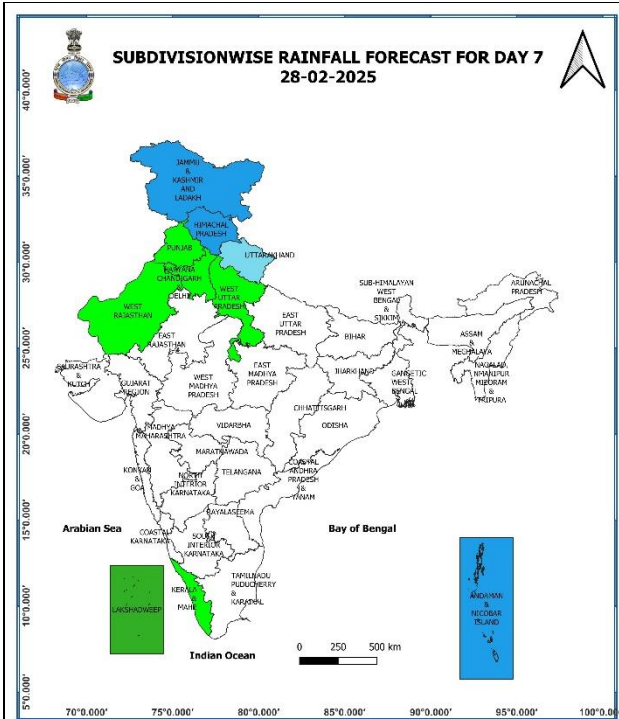 SUBDIVISIONWISE RAINFALL FORECAST FOR DAY 7
28-02-2025
40°0.000'
35°0.000'
30°0.000'
25°0.000'
20°0.000'
15°0.000'
10°0.000'
5°0.000'
JAMMU
&
KASHMIR
AND
LADAKH
HIMACHAL
PRADESH
PUNJAB
UTTARAKHAND
HARYANA
CHANDIGARH
&
DELHI
WEST
UTTAR
PRADESH
WEST
RAJASTHAN
EAST
RAJASTHAN
EAST
UTTAR
PRADESH
SUB-HIMALAYAN
WEST
BENGAL
&
SIKKIM
ARUNACHAL
PRADESH
ASSAM
&
MEGHALAYA
NAGALAND
MANIPUR
MIZORAM
&
TRIPURA
BIHAR
SAURASHTRA
&
KUTCH
GUJARAT
REGION
WEST
MADHYA
PRADESH
EAST
MADHYA
PRADESH
JHARKHAND
GANGETIC
WEST
BENGAL
CHHATTISGARH
ODISHA
MADHYA
MAHARASHTRA
VIDARBHA
MARATHWADA
KONKAN
&
GOA
NORTH
INTERIOR
KARNATAKA
TELANGANA
COASTAL
ANDHRA
PRADESH
&
YANAM
RAYALASEEMA
Arabian Sea
Bay of Bengal
COASTAL
KARNATAKA
SOUTH
INTERIOR
KARNATAKA
KERALA
&
MAHE
TAMILNADU
PUDUCHERRY
&
KARAIKAL
LAKSHADWEEP
ANDAMAN
&
NICOBAR
ISLAND
Indian Ocean
0 250 500 km
70°0.000' 75°0.000' 80°0.000' 85°0.000' 90°0.000' 95°0.000' 100°0.0